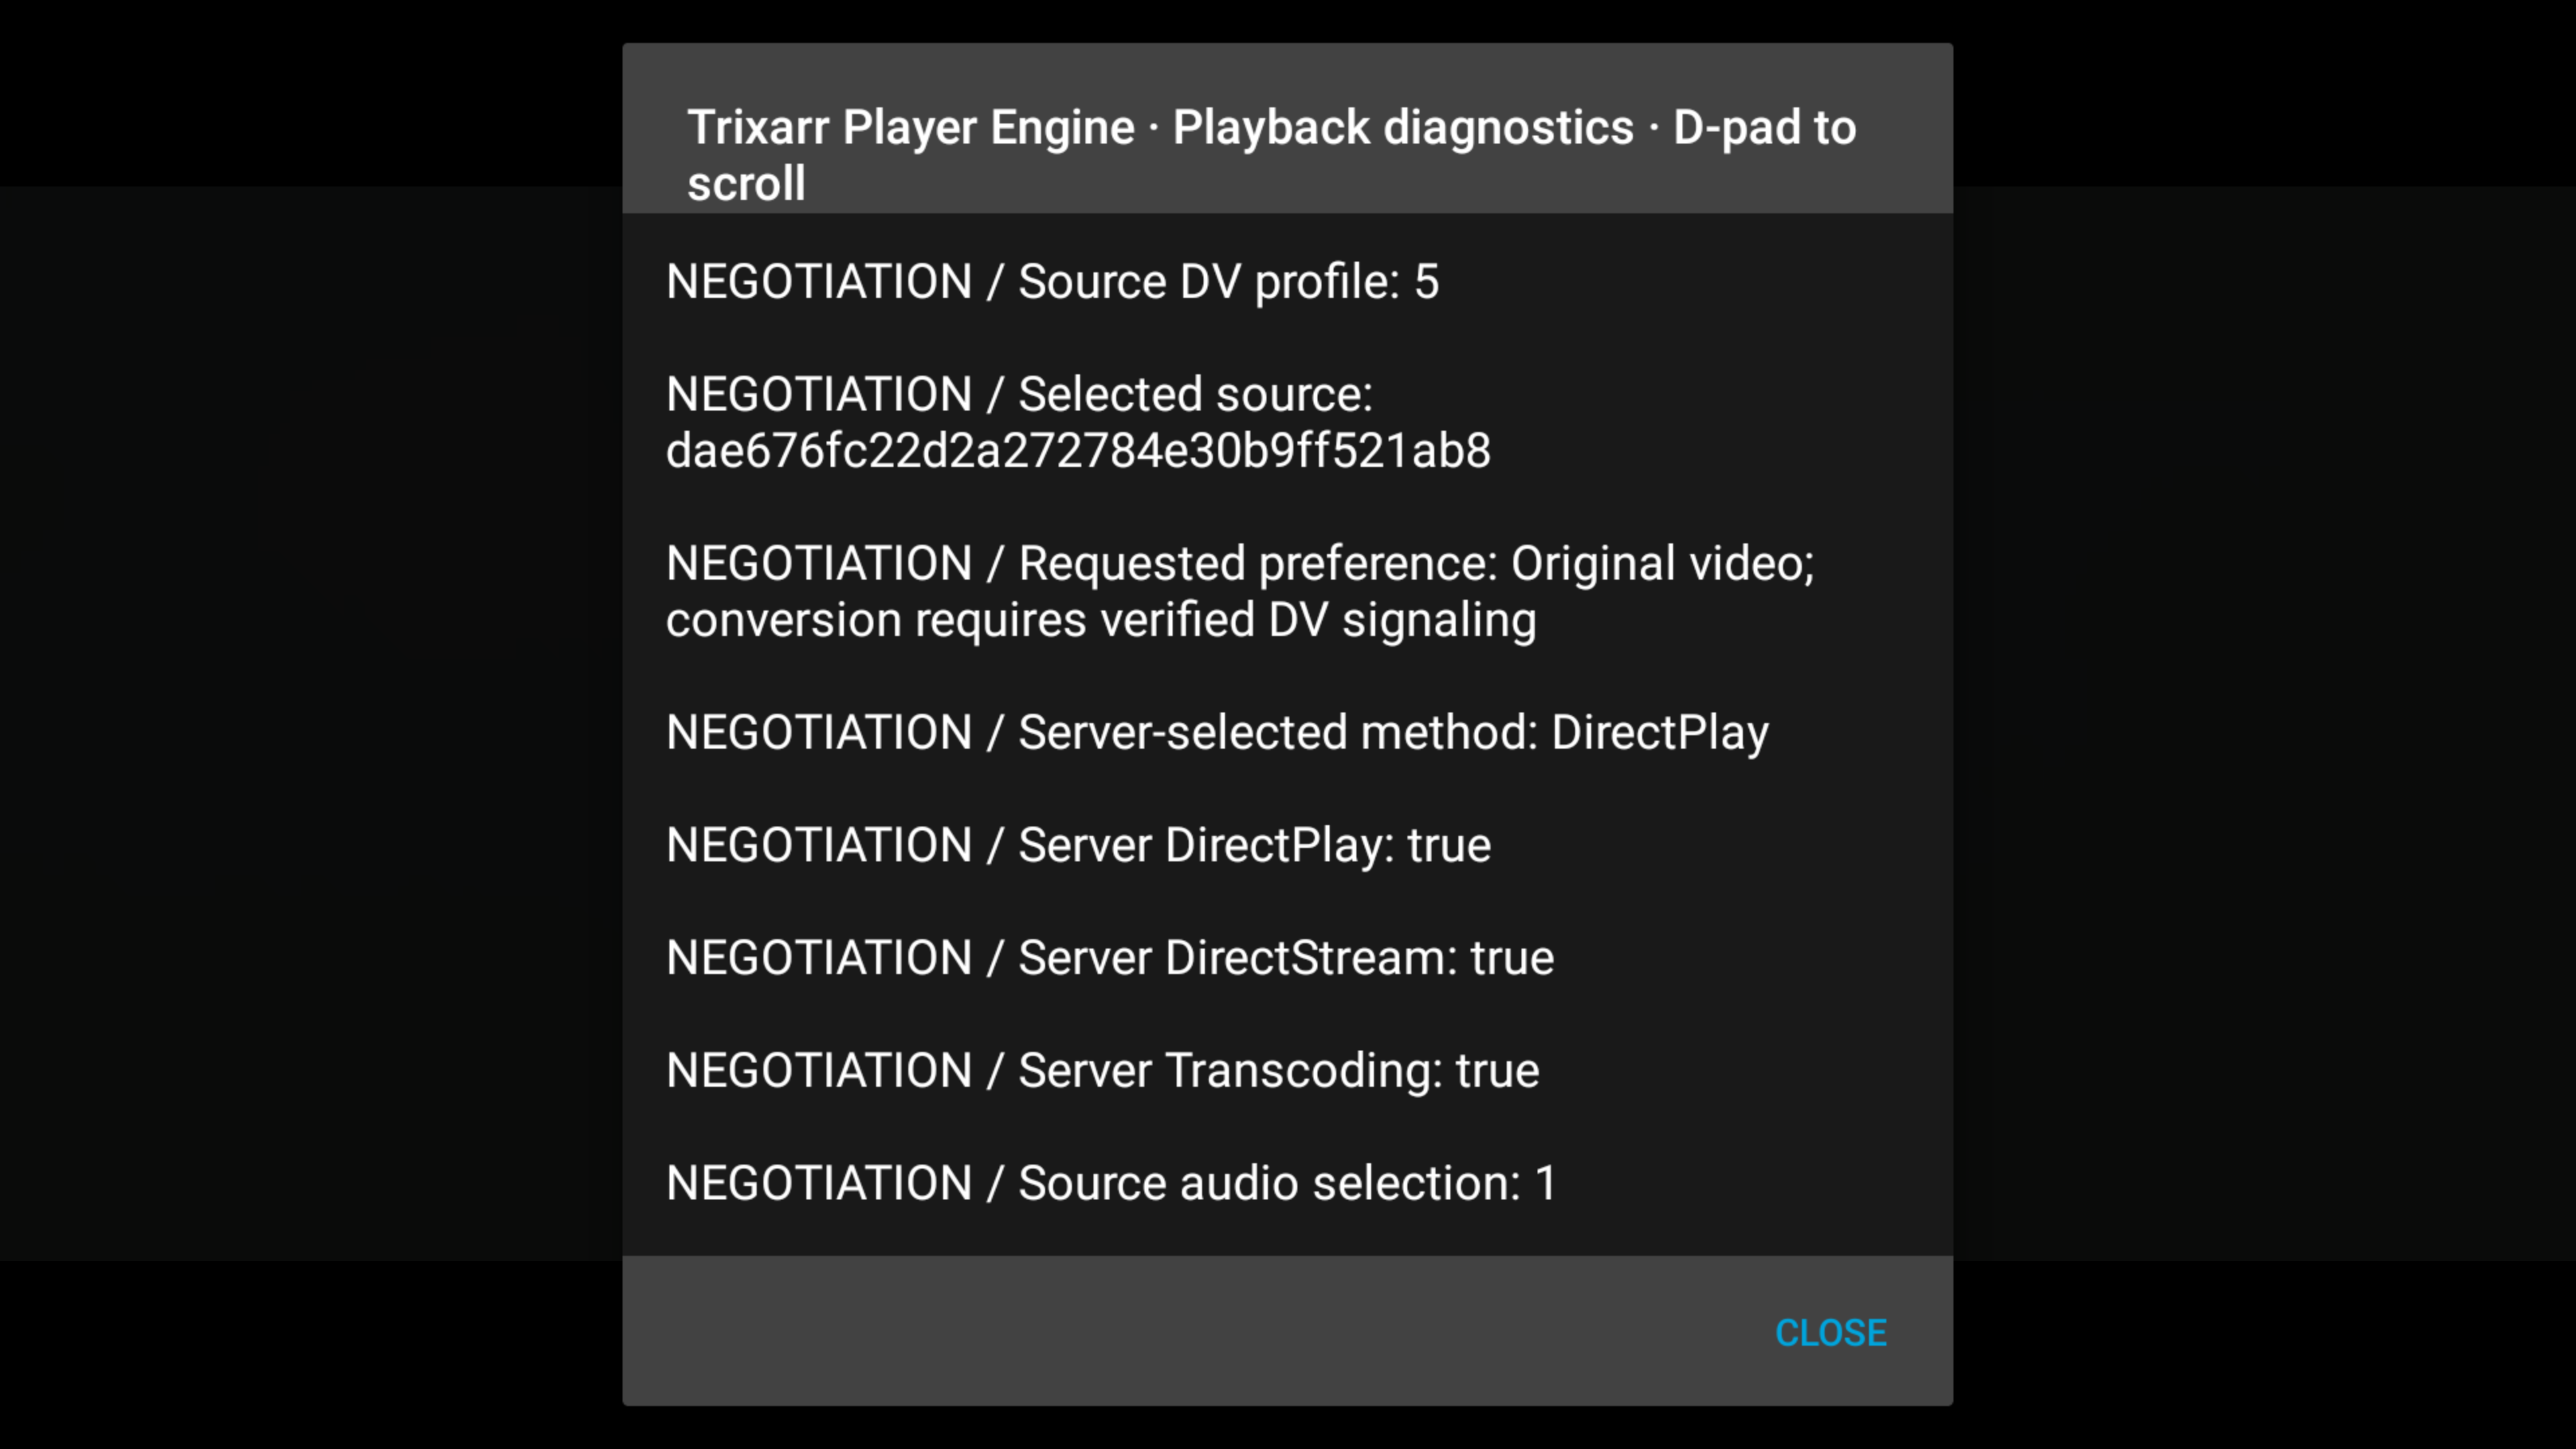 Trixarr Player Engine · Playback diagnostics · D-pad to
scroll
NEGOTIATION / Source DV profile: 5
NEGOTIATION / Selected source:
dae676fc22d2a272784e30b9ff521ab8
NEGOTIATION / Requested preference: Original video;
conversion requires verified DV signaling
NEGOTIATION / Server-selected method: DirectPlay
NEGOTIATION / Server DirectPlay: true
NEGOTIATION / Server DirectStream: true
NEGOTIATION / Server Transcoding: true
NEGOTIATION / Source audio selection: 1
CLOSE